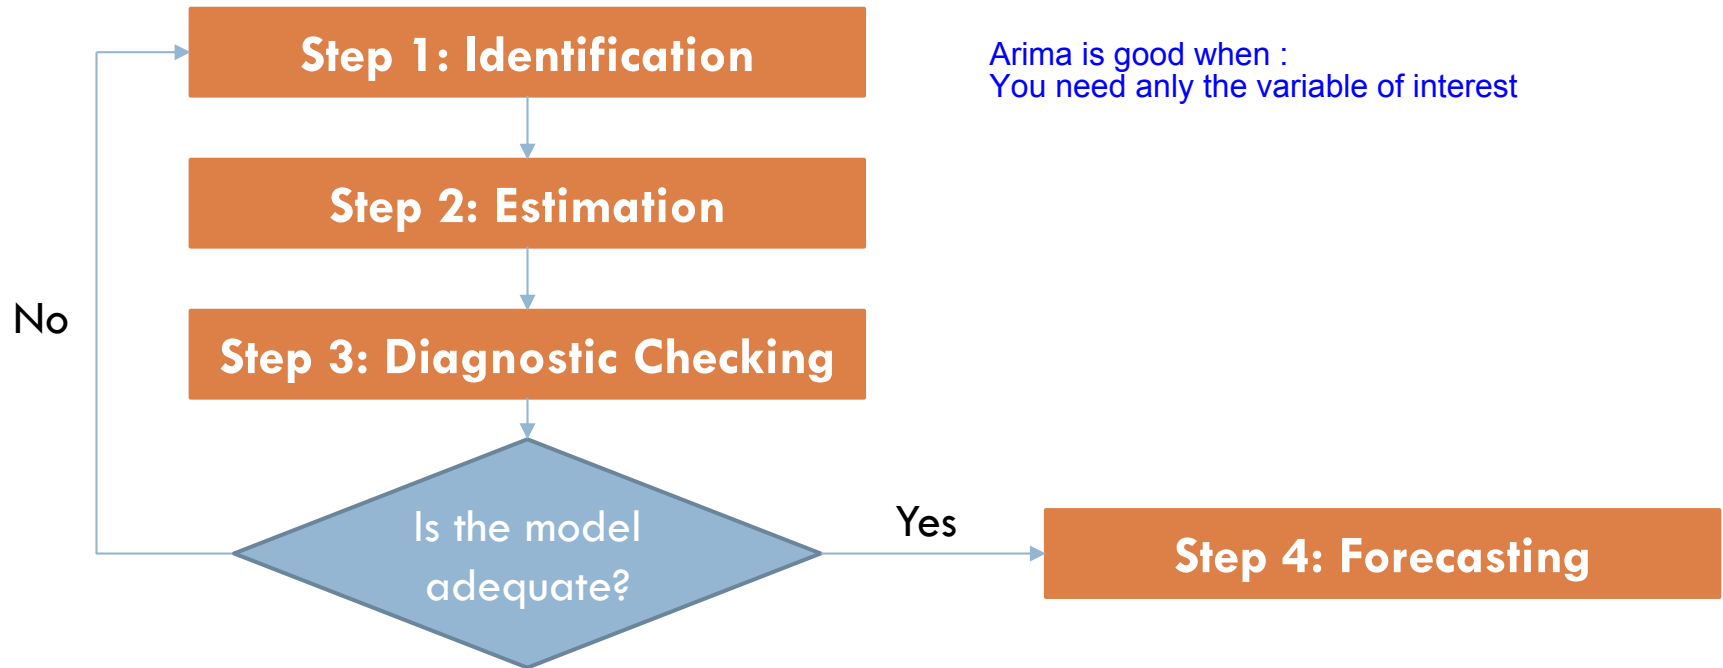 Step 1: Identification
Arima is good when :
You need anly the variable of interest
Step 2: Estimation
No
Step 3: Diagnostic Checking
Is the model
adequate?
Yes
Step 4: Forecasting